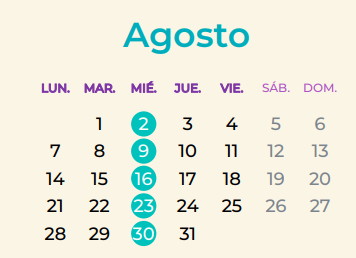 Agosto
LUN. MAR. MIÉ. JUE. VIE. SÁB. DOM.
1 2 3 4 5 6
7 8 9 10 11 12 13
14 15 16 17 18 19 20
21 22 23 24 25 26 27
28 29 30 31